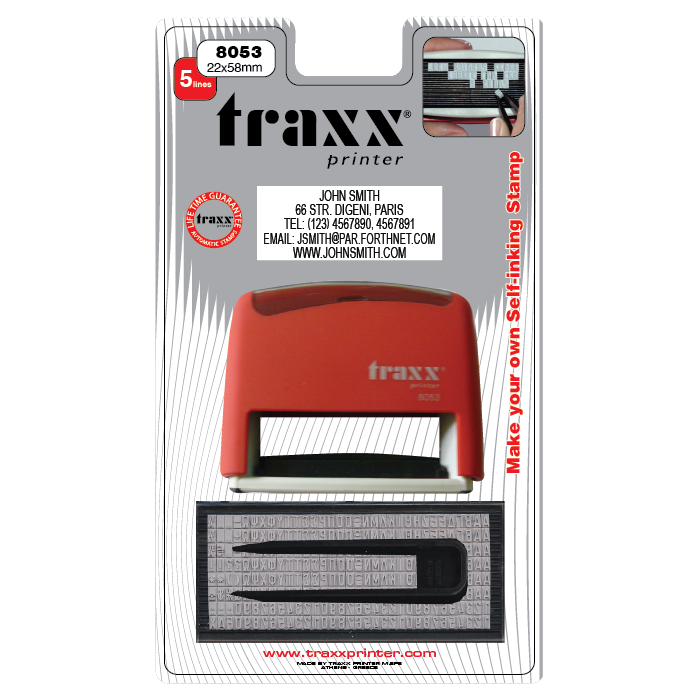 8053
22x58mm
5 lines
traxx®
printer
LIFE TIME GUARANTEE
traxx
printer
AUTOMATIC STAMPS
JOHN SMITH
66 STR. DIGENI, PARIS
TEL: (123) 4567890, 4567891
EMAIL: JSMITH@PAR.FORTHNET.COM
WWW.JOHNSMITH.COM
Make your own Self-inking Stamp
traxx
printer
8053
www.traxxprinter.com
MADE BY TRAXX PRINTER
ATHENS - GREECE